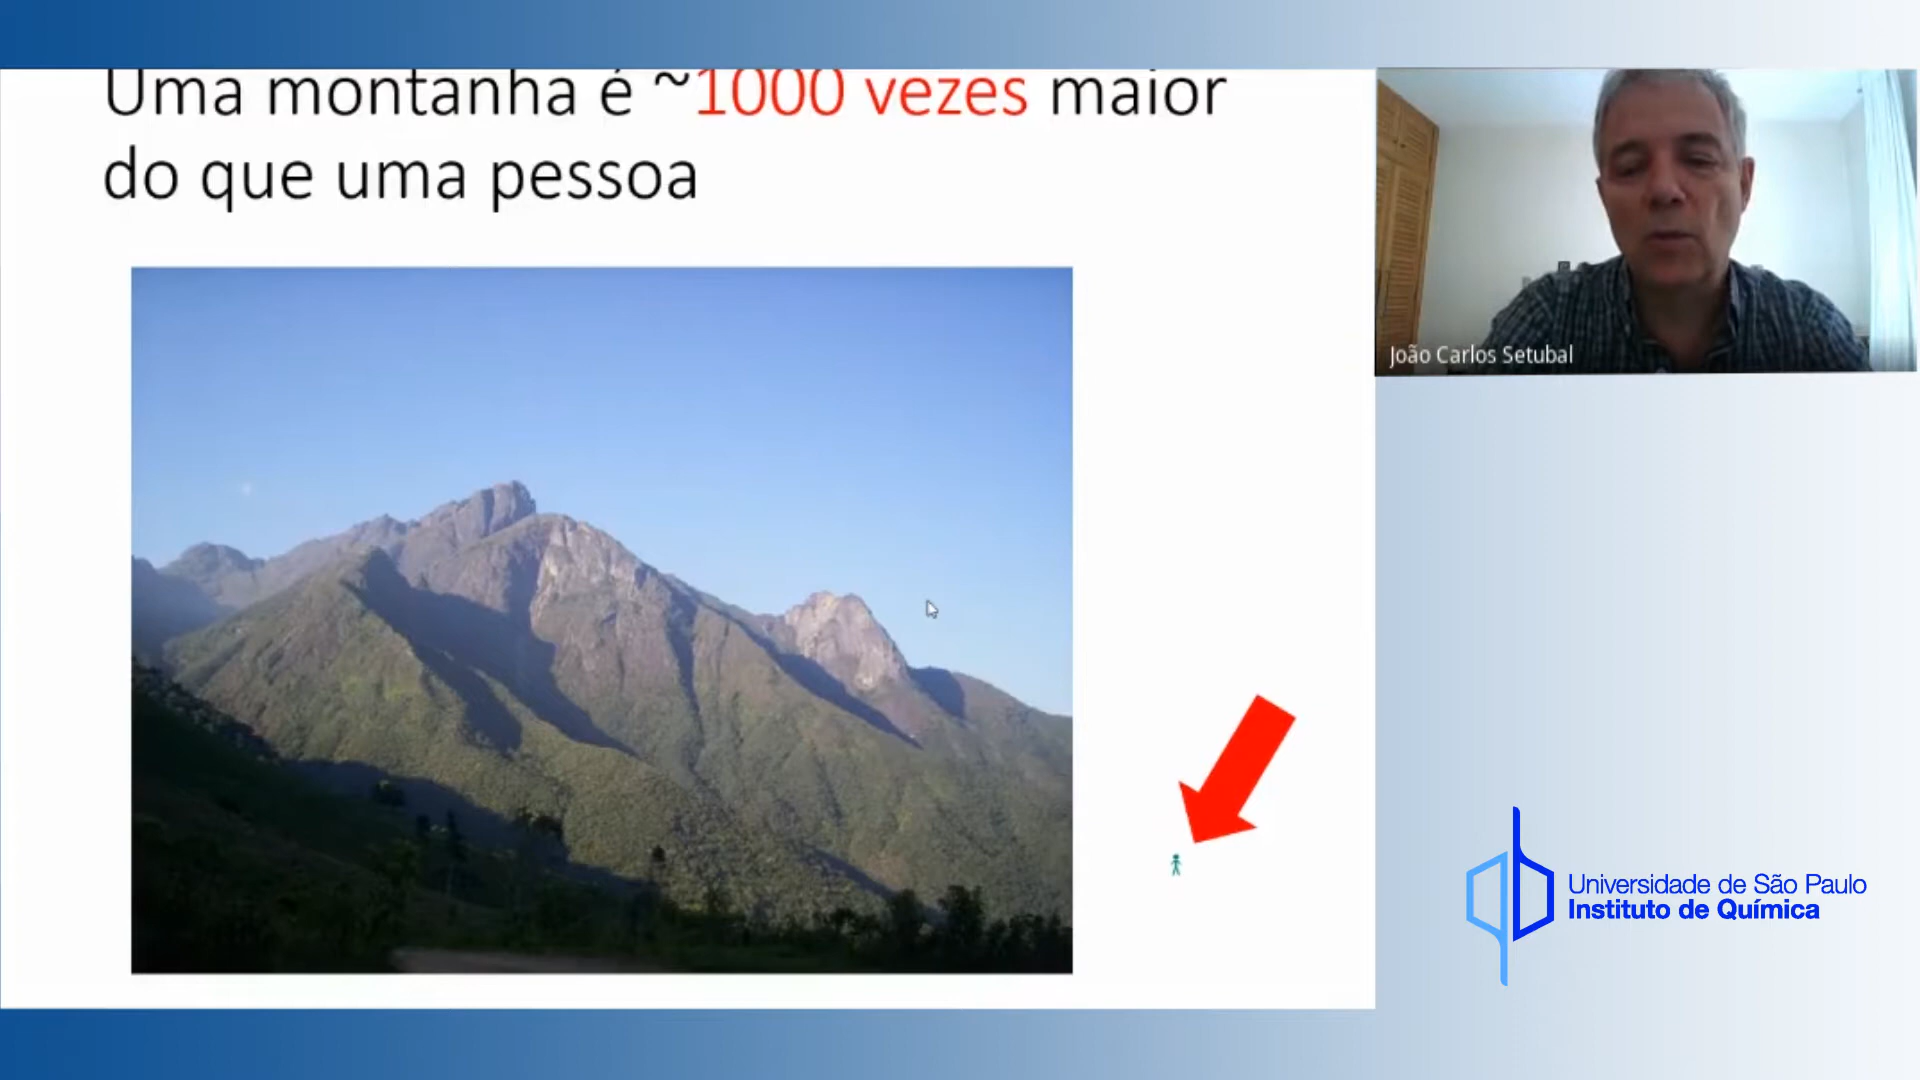 Uma montanha é ~1000 vezes maior
do que uma pessoa
João Carlos Setubal
Universidade de São Paulo
Instituto de Química